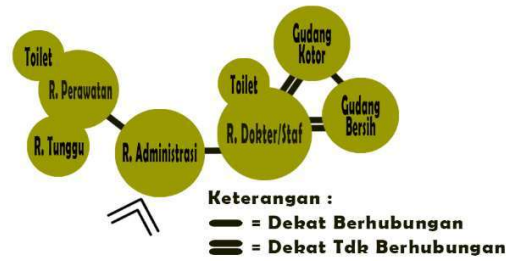 Toilet
R. Perawatan
R. Tunggu
R. Administrasi
Toilet
R. Dokter/Staf
Gudang
Kotor
Gudang
Bersih
Keterangan :
= Dekat Berhubungan
= Dekat Tdk Berhubungan